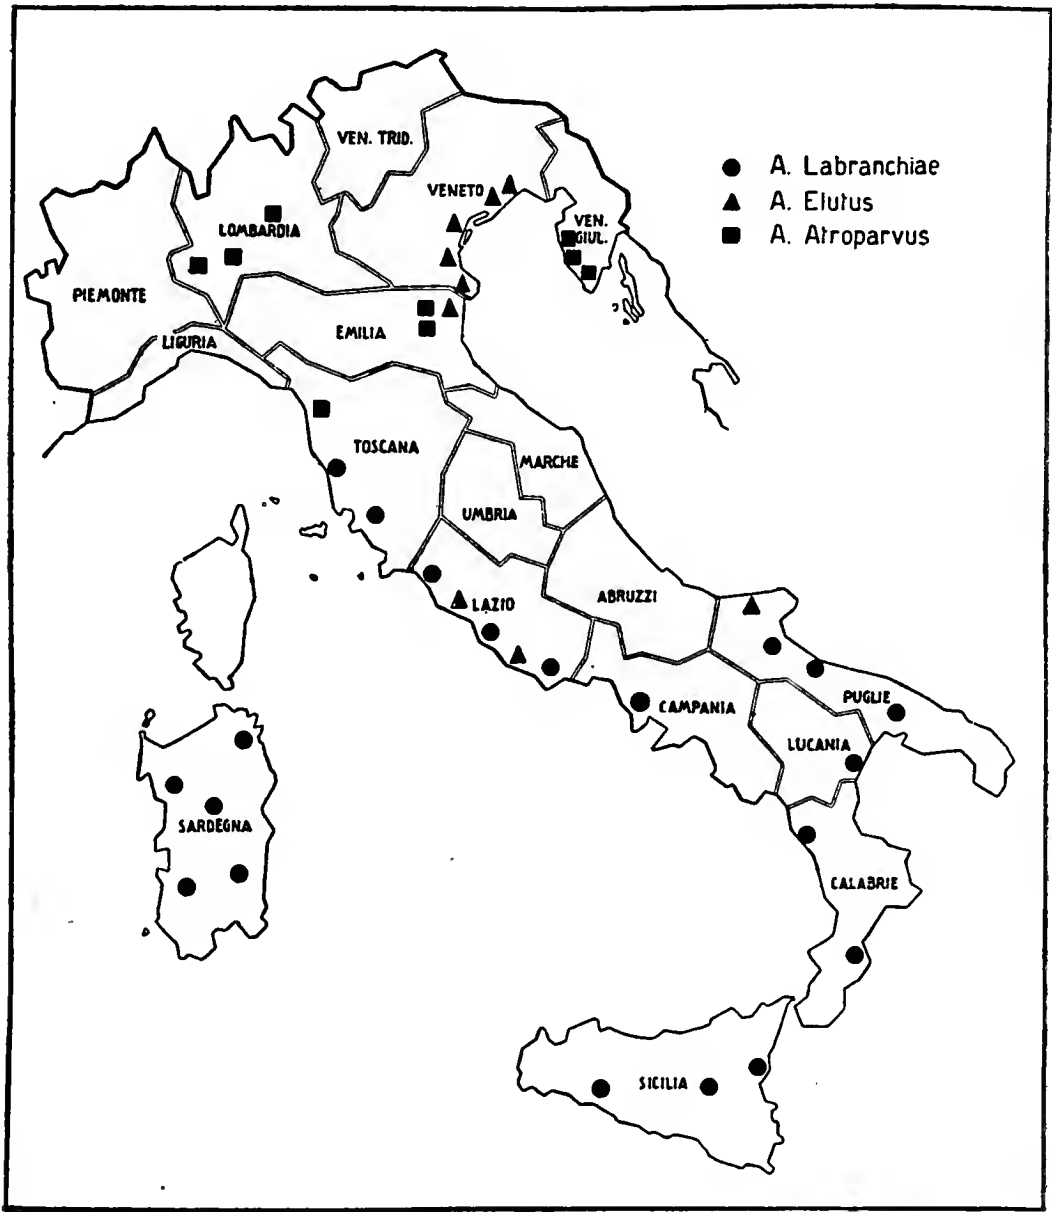 VEN. TRID.
A. Labranchiae
VENETO
A. Elutus
LOMBARDIA
VEN.
GIUL.
A. Atroparvus
PIEMONTE
EMILIA
LIGURIA
TOSCANA
MARCHE
UMBRIA
LAZIO
ABRUZZI
PUGLIE
CAMPANIA
LUCANIA
SARDEGNA
CALABRIE
SICILIA